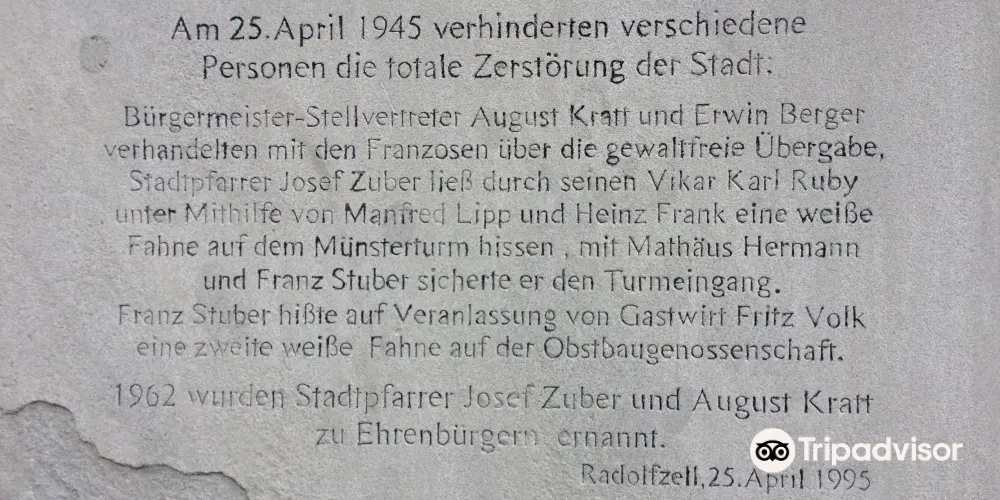 Am 25. April 1945 verhinderten verschiedene
Personen die totale Zerstörung der Stadt:
Bürgermeister-Stellvertreter August Kratt und Erwin Berger
verhandelten mit den Franzosen über die gewaltfreie Übergabe,
Stadtpfarrer Josef Zuber ließ durch seinen Vikar Karl Ruby
unter Mithilfe von Manfred Lipp und Heinz Frank eine weiße
Fahne auf dem Münsterturm hissen, mit Mathäus Hermann
und Franz Stuber sicherte er den Turmeingang.
Franz Stuber hißte auf Veranlassung von Gastwirt Fritz Volk
eine zweite weiße Fahne auf der Obstbaugenossenschaft.
1962 wurden Stadtpfarrer Josef Zuber und August Kratt
zu Ehrenbürgern ernannt.
Radolfzell, 25. April 1995
Tripadvisor